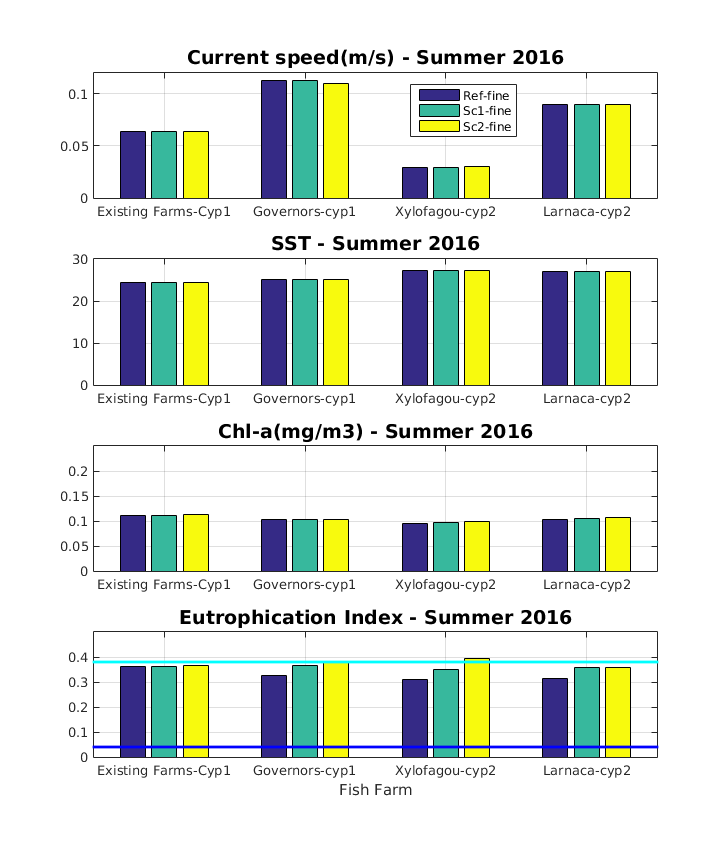 Current speed(m/s) - Summer 2016
0.1
0.05
0
Ref-fine
Sc1-fine
Sc2-fine
Existing Farms-Cyp1 Governors-cyp1 Xylofagou-cyp2 Larnaca-cyp2
SST - Summer 2016
30
20
10
0
Existing Farms-Cyp1 Governors-cyp1 Xylofagou-cyp2 Larnaca-cyp2
Chl-a(mg/m3) - Summer 2016
0.2
0.15
0.1
0.05
0
Existing Farms-Cyp1 Governors-cyp1 Xylofagou-cyp2 Larnaca-cyp2
Eutrophication Index - Summer 2016
0.4
0.3
0.2
0.1
0
Existing Farms-Cyp1 Governors-cyp1 Xylofagou-cyp2 Larnaca-cyp2
Fish Farm